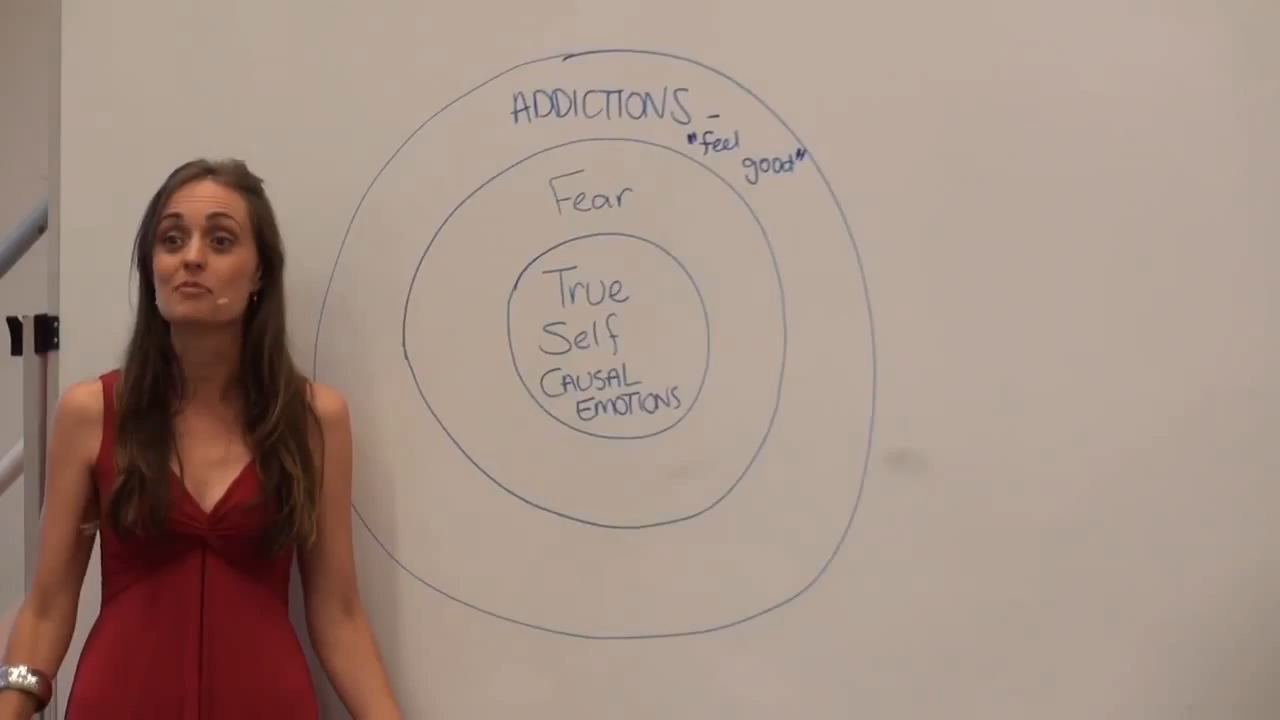 ADDICTIONS -
"feel
good"
Fear
True
Self
CAUSAL
EMOTIONS